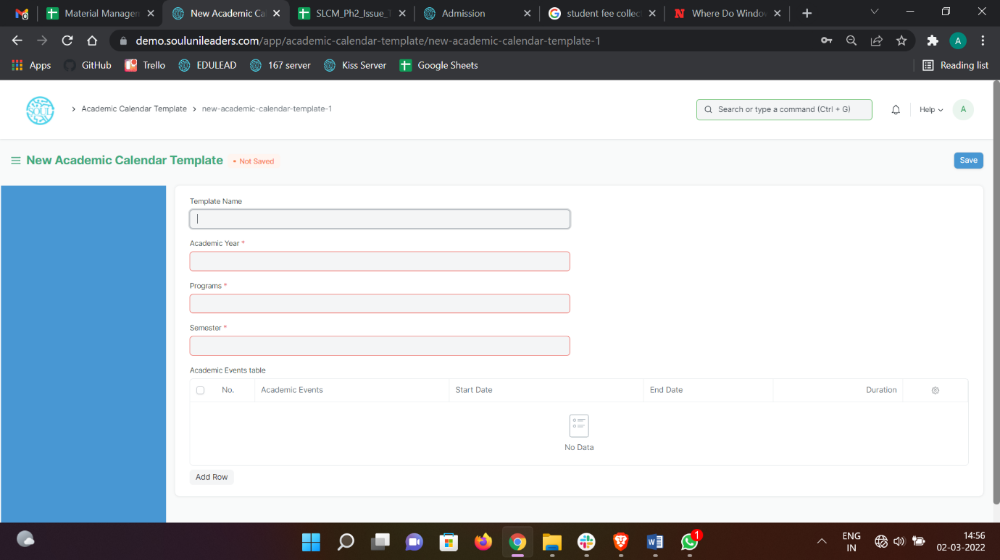 Material Managem
New Academic Cal
SLCM_Ph2_Issue_T
Admission
student fee collect
Where Do Window
demo.soulunileaders.com/app/academic-calendar-template/new-academic-calendar-template-1
A
Apps
GitHub
Trello
EDULEAD
167 server
Kiss Server
Google Sheets
Reading list
SOUL
Academic Calendar Template
new-academic-calendar-template-1
Search or type a command (Ctrl + G)
Help
A
New Academic Calendar Template
Not Saved
Save
Template Name
Academic Year *
Programs *
Semester *
Academic Events table
No. Academic Events Start Date End Date Duration
No Data
Add Row
1
ENG
IN
14:56
02-03-2022